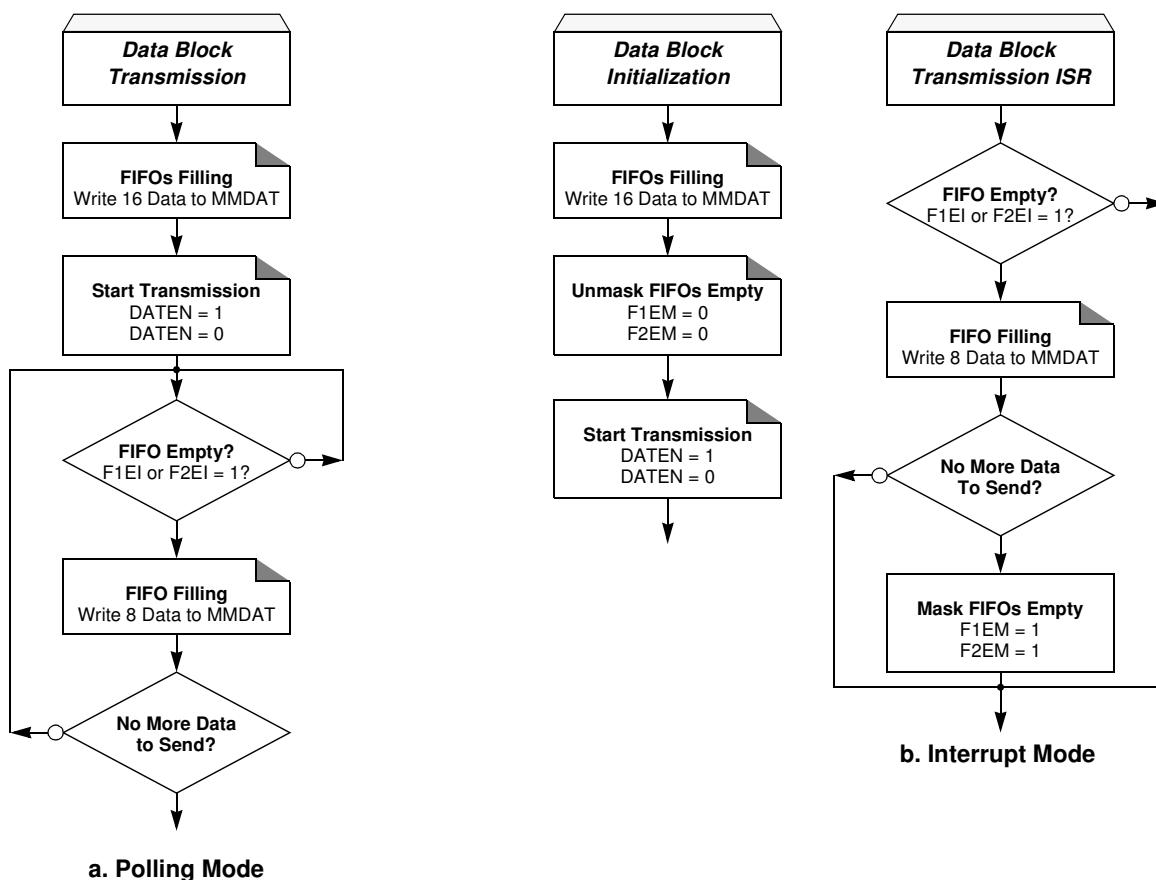 Data Block
Transmission
FIFOs Filling
Write 16 Data to MMDAT
Start Transmission
DATEN = 1
DATEN = 0
FIFO Empty?
F1EI or F2EI = 1?
FIFO Filling
Write 8 Data to MMDAT
No More Data
to Send?
a. Polling Mode
Data Block
Initialization
FIFOs Filling
Write 16 Data to MMDAT
Unmask FIFOs Empty
F1EM = 0
F2EM = 0
Start Transmission
DATEN = 1
DATEN = 0
Data Block
Transmission ISR
FIFO Empty?
F1EI or F2EI = 1?
FIFO Filling
Write 8 Data to MMDAT
No More Data
To Send?
Mask FIFOs Empty
F1EM = 1
F2EM = 1
b. Interrupt Mode